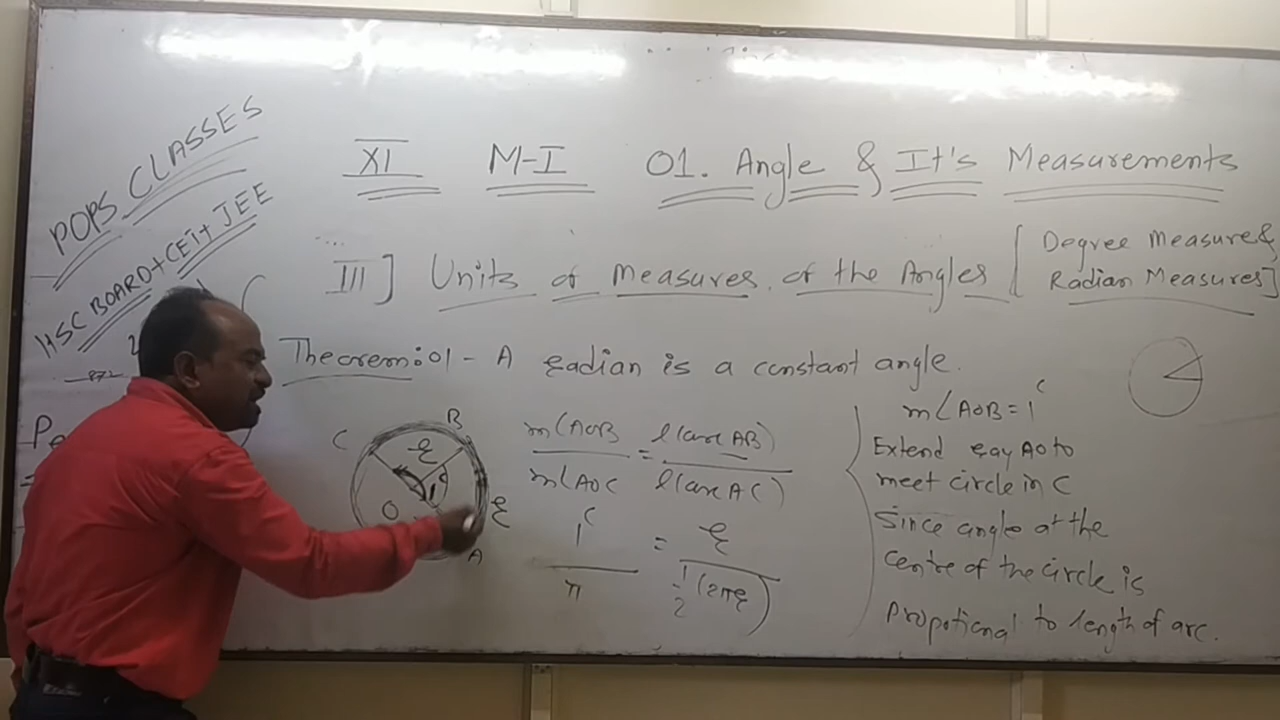 POPS CLASSES
HSC BOARD+CET+JEE
XI M-I 01. Angle & It's Measurements
III] Units of Measures of the Angles [Degree Measure &
Radian Measures]
Theorem:01 - A radian is a constant angle.
C B r 1c r O A
m∠AOB / m∠AOC = l(arc AB) / l(arc AC)
1c / π = r / 1/2(2πr)
m∠AOB = 1c
Extend ray AO to
meet circle in C
Since angle at the
centre of the circle is
propotional to length of arc.